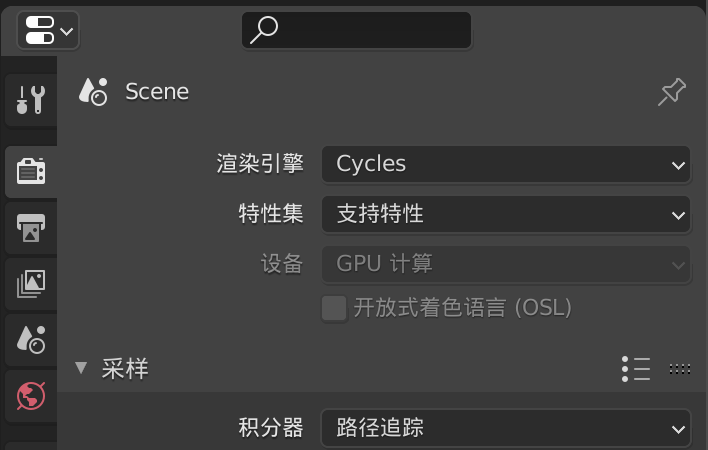 Scene
渲染引擎 Cycles
特性集 支持特性
设备 GPU 计算
开放式着色语言 (OSL)
采样
积分器 路径追踪